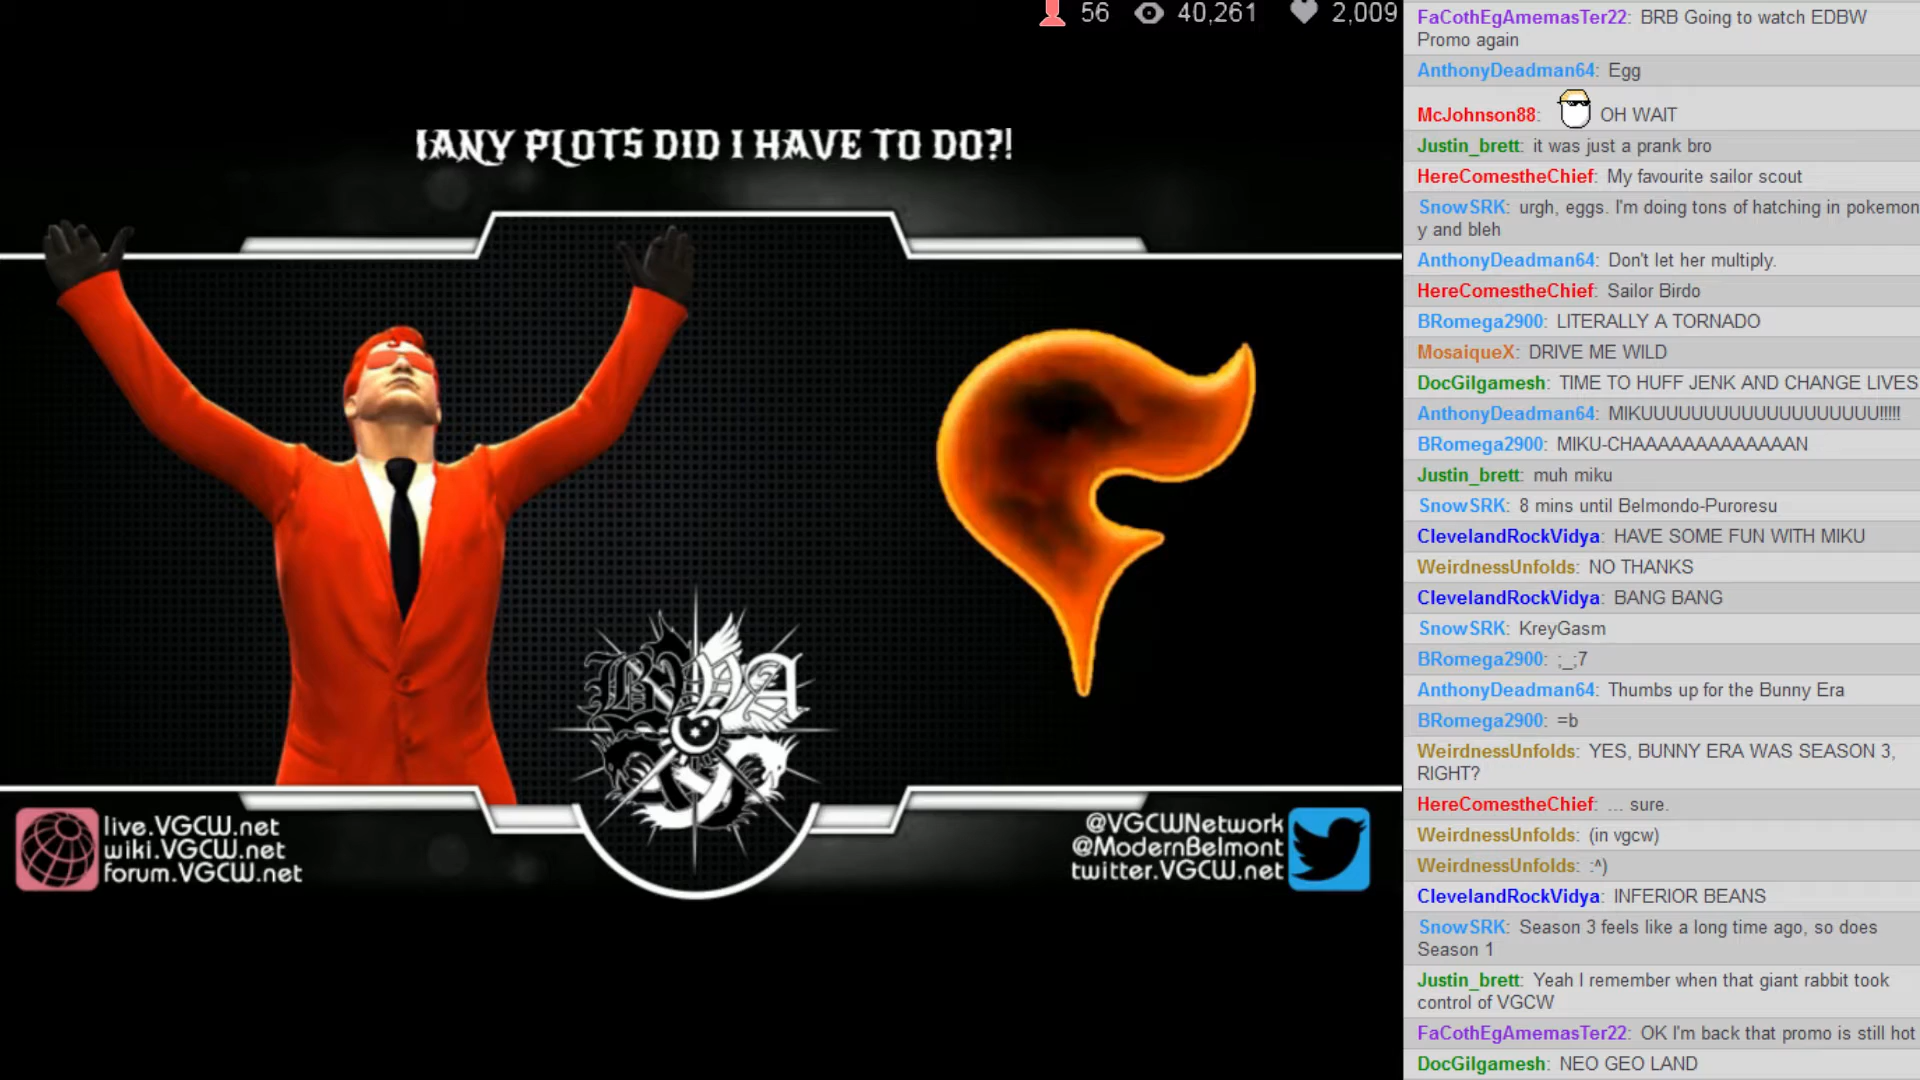 56 40,261 2,009
IANY PLOTS DID I HAVE TO DO?!
BVA
live.VGCW.net
wiki.VGCW.net
forum.VGCW.net
@VGCWNetwork
@ModernBelmont
twitter.VGCW.net
FaCothEgAmemasTer22: BRB Going to watch EDBW
Promo again
AnthonyDeadman64: Egg
McJohnson88: OH WAIT
Justin_brett: it was just a prank bro
HereComestheChief: My favourite sailor scout
SnowSRK: urgh, eggs. I'm doing tons of hatching in pokemon
y and bleh
AnthonyDeadman64: Don't let her multiply.
HereComestheChief: Sailor Birdo
BRomega2900: LITERALLY A TORNADO
MosaiqueX: DRIVE ME WILD
DocGilgamesh: TIME TO HUFF JENK AND CHANGE LIVES
AnthonyDeadman64: MIKUUUUUUUUUUUUUUUUUUU!!!!!
BRomega2900: MIKU-CHAAAAAAAAAAAAAN
Justin_brett: muh miku
SnowSRK: 8 mins until Belmondo-Puroresu
ClevelandRockVidya: HAVE SOME FUN WITH MIKU
WeirdnessUnfolds: NO THANKS
ClevelandRockVidya: BANG BANG
SnowSRK: KreyGasm
BRomega2900: ;_;7
AnthonyDeadman64: Thumbs up for the Bunny Era
BRomega2900: =b
WeirdnessUnfolds: YES, BUNNY ERA WAS SEASON 3,
RIGHT?
HereComestheChief: ... sure.
WeirdnessUnfolds: (in vgcw)
WeirdnessUnfolds: :^)
ClevelandRockVidya: INFERIOR BEANS
SnowSRK: Season 3 feels like a long time ago, so does
Season 1
Justin_brett: Yeah I remember when that giant rabbit took
control of VGCW
FaCothEgAmemasTer22: OK I'm back that promo is still hot
DocGilgamesh: NEO GEO LAND